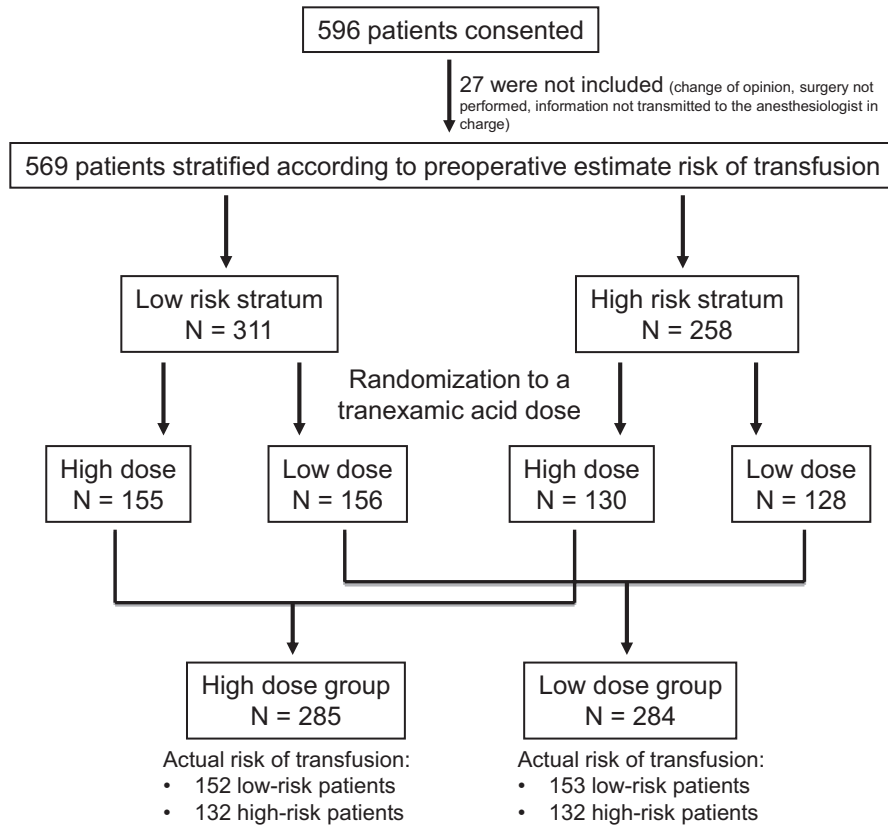 596 patients consented
27 were not included (change of opinion, surgery not
performed, information not transmitted to the anesthesiologist in
charge)
569 patients stratified according to preoperative estimate risk of transfusion
Low risk stratum
N = 311
High risk stratum
N = 258
Randomization to a
tranexamic acid dose
High dose
N = 155
Low dose
N = 156
High dose
N = 130
Low dose
N = 128
High dose group
N = 285
Low dose group
N = 284
Actual risk of transfusion:
• 152 low-risk patients
• 132 high-risk patients
Actual risk of transfusion:
• 153 low-risk patients
• 132 high-risk patients